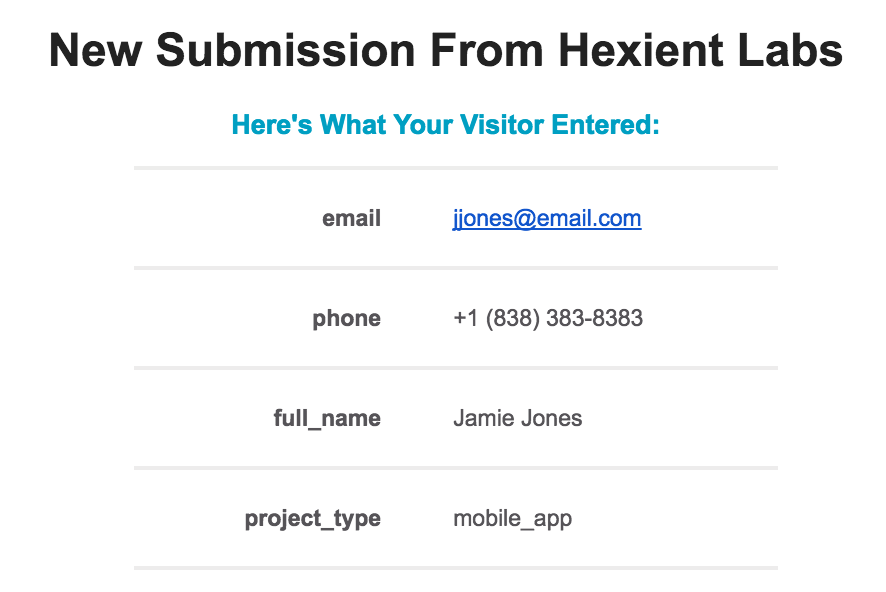 New Submission From Hexient Labs
Here's What Your Visitor Entered:
email jjones@email.com
phone +1 (838) 383-8383
full_name Jamie Jones
project_type mobile_app